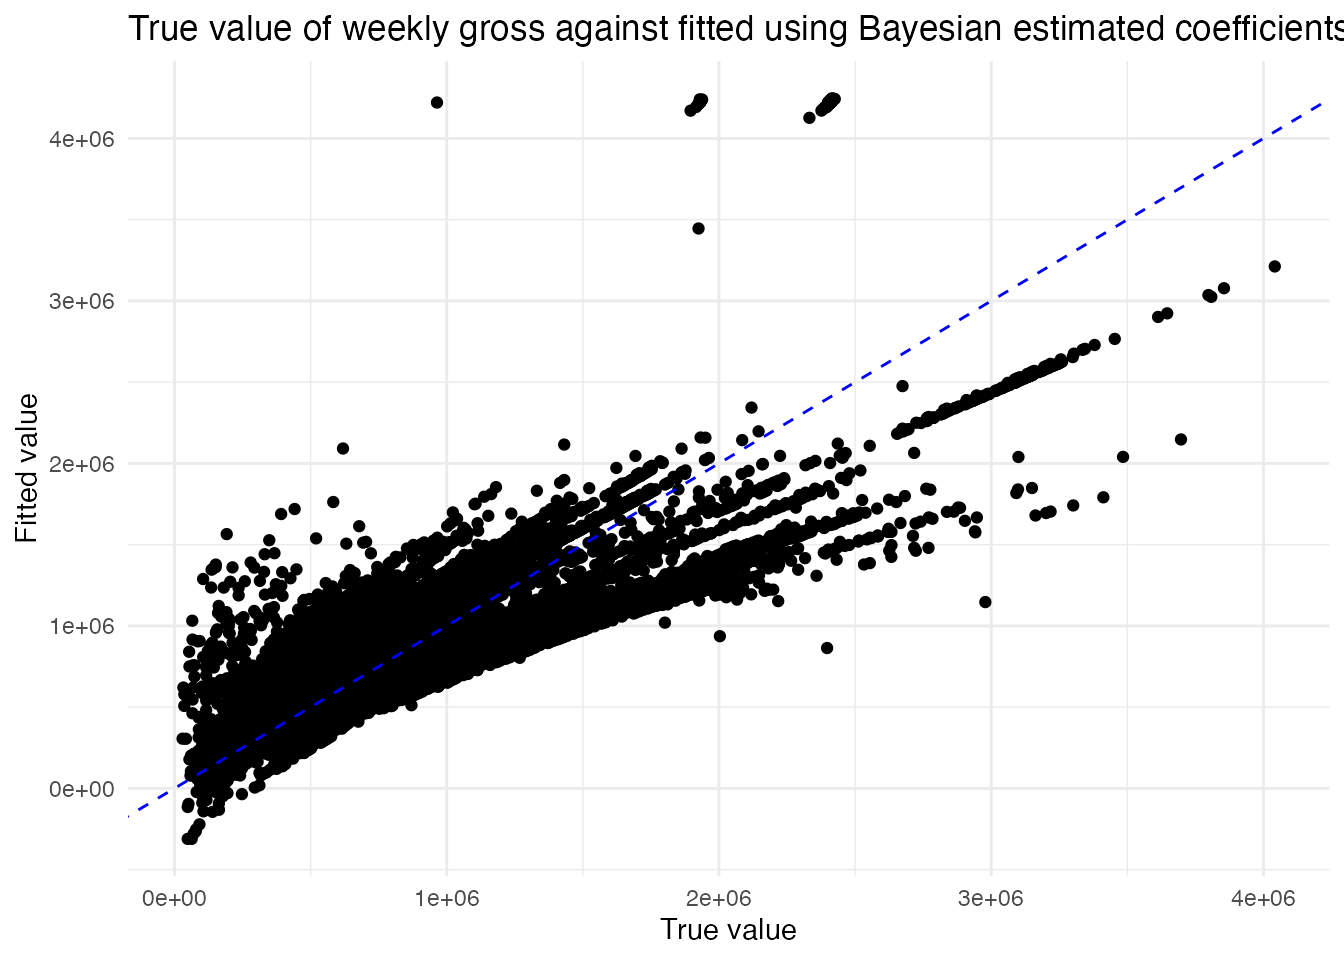 True value of weekly gross against fitted using Bayesian estimated coefficients
4e+06
3e+06
2e+06
1e+06
0e+00
Fitted value
0e+00 1e+06 2e+06 3e+06 4e+06
True value